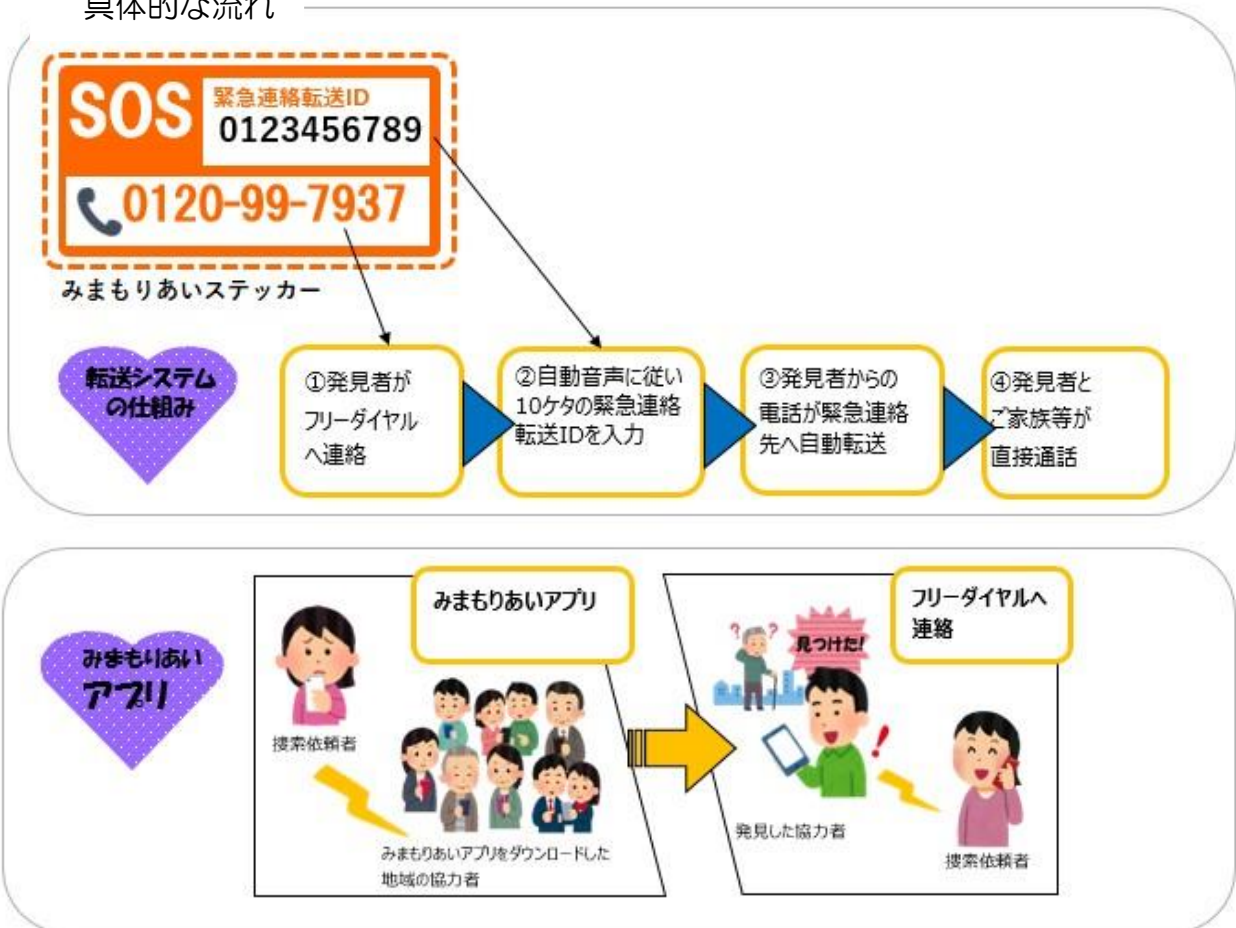 具体的な流れ
SOS
緊急連絡転送ID
0123456789
0120-99-7937
みまもりあいステッカー
転送システム
の仕組み
①発見者が
フリーダイヤル
へ連絡
②自動音声に従い
10ケタの緊急連絡
転送IDを入力
③発見者からの
電話が緊急連絡
先へ自動転送
④発見者と
ご家族等が
直接通話
みまもりあい
アプリ
みまもりあいアプリ
捜索依頼者
みまもりあいアプリをダウンロードした
地域の協力者
フリーダイヤルへ
連絡
? ?
見つけた!
!
発見した協力者
捜索依頼者